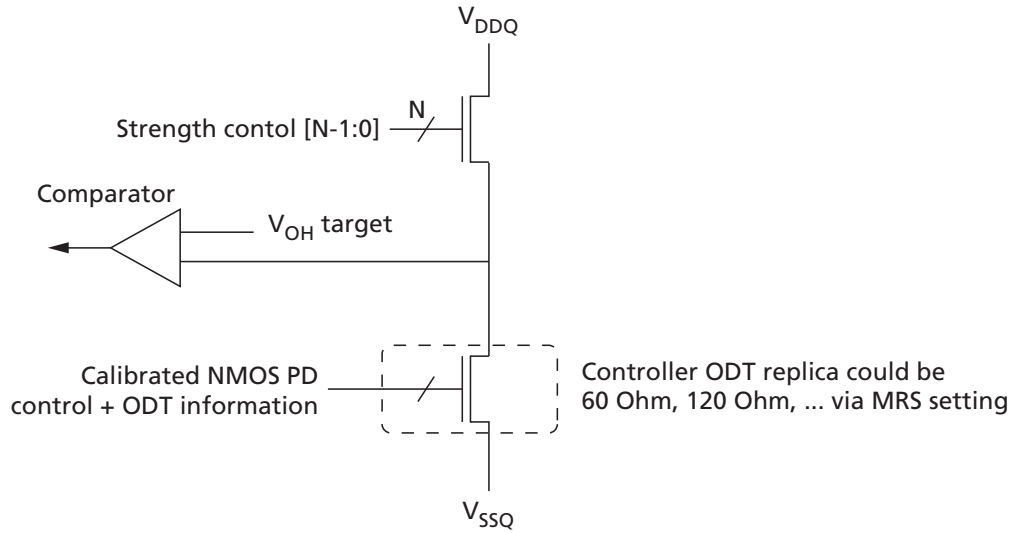 VDDQ
N
Strength contol [N-1:0]
Comparator
VOH target
Calibrated NMOS PD
control + ODT information
Controller ODT replica could be
60 Ohm, 120 Ohm, ... via MRS setting
VSSQ